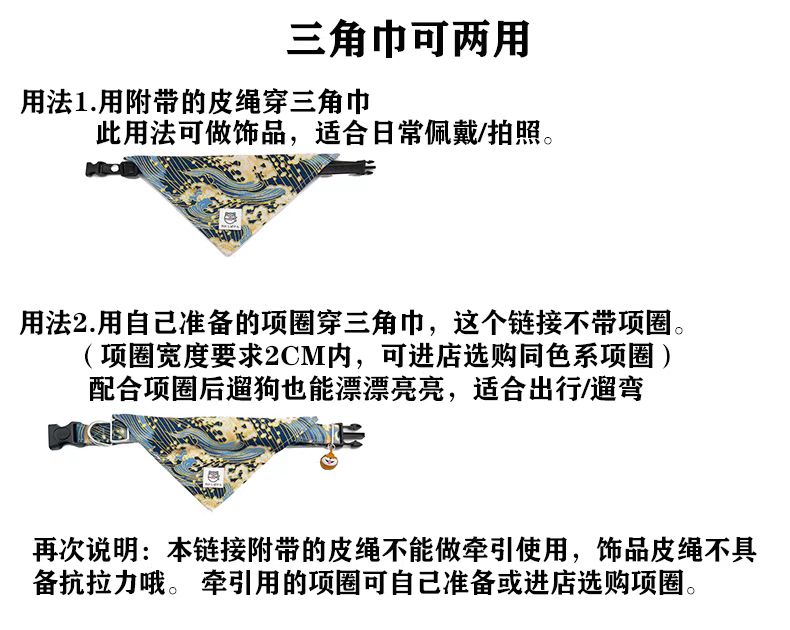 三角巾可两用
用法1.用附带的皮绳穿三角巾
此用法可做饰品，适合日常佩戴/拍照。
用法2.用自己准备的项圈穿三角巾，这个链接不带项圈。
（项圈宽度要求2CM内，可进店选购同色系项圈）
配合项圈后遛狗也能漂漂亮亮，适合出行/遛弯
再次说明：本链接附带的皮绳不能做牵引使用，饰品皮绳不具
备抗拉力哦。 牵引用的项圈可自己准备或进店选购项圈。